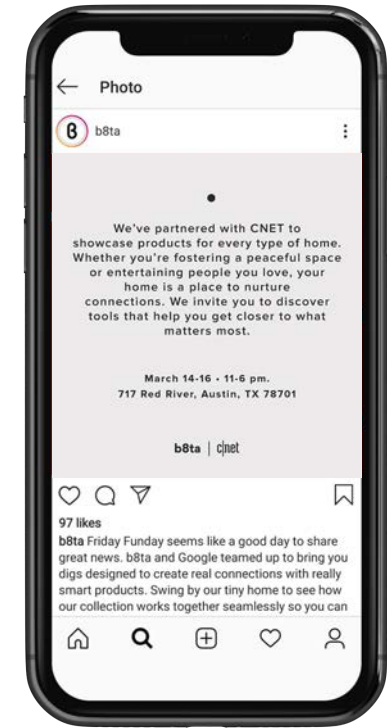 Photo
b8ta
We've partnered with CNET to
showcase products for every type of home.
Whether you're fostering a peaceful space
or entertaining people you love, your
home is a place to nurture
connections. We invite you to discover
tools that help you get closer to what
matters most.
March 14-16 • 11-6 pm.
717 Red River, Austin, TX 78701
b8ta | c|net
97 likes
b8ta Friday Funday seems like a good day to share
great news. b8ta and Google teamed up to bring you
digs designed to create real connections with really
smart products. Swing by our tiny home to see how
our collection works together seamlessly so you can